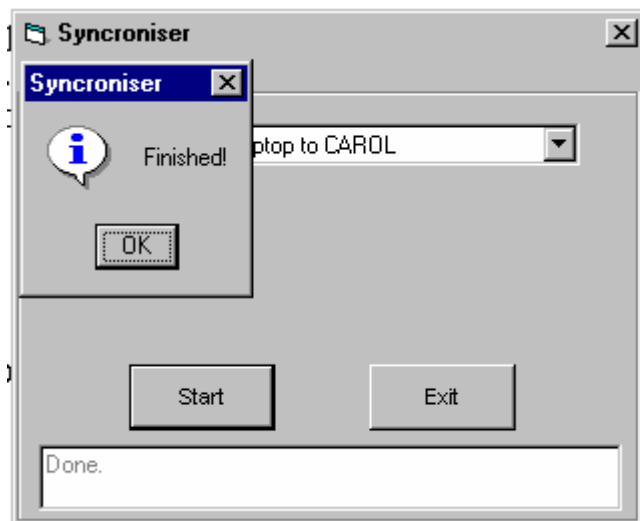 Syncroniser
Syncroniser
Finished!
ptop to CAROL
OK
Start
Exit
Done.